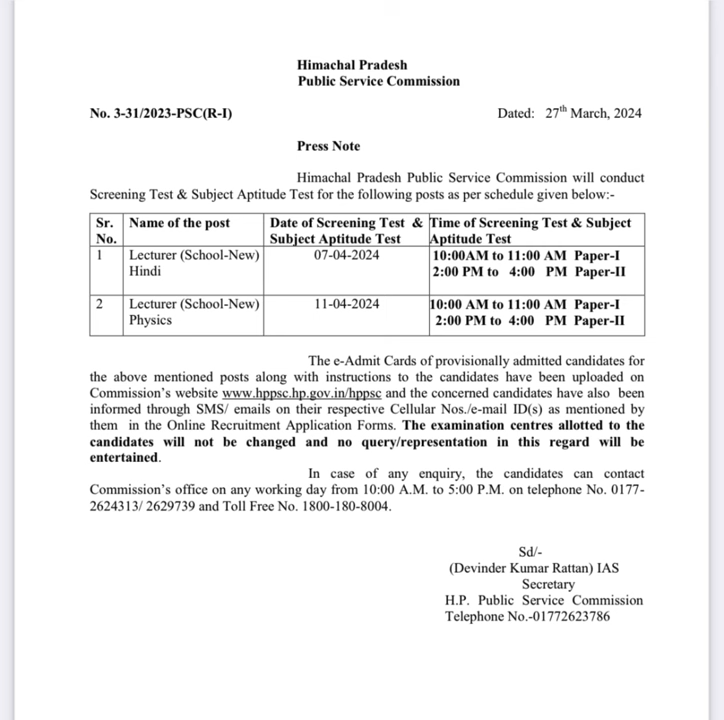 Himachal Pradesh
Public Service Commission
No. 3-31/2023-PSC(R-I) Dated: 27th March, 2024
Press Note
Himachal Pradesh Public Service Commission will conduct
Screening Test & Subject Aptitude Test for the following posts as per schedule given below:-
Sr. No. Name of the post Date of Screening Test & Subject Aptitude Test Time of Screening Test & Subject Aptitude Test
1 Lecturer (School-New) Hindi 07-04-2024 10:00AM to 11:00 AM Paper-I
2:00 PM to 4:00 PM Paper-II
2 Lecturer (School-New) Physics 11-04-2024 10:00 AM to 11:00 AM Paper-I
2:00 PM to 4:00 PM Paper-II
The e-Admit Cards of provisionally admitted candidates for
the above mentioned posts along with instructions to the candidates have been uploaded on
Commission's website www.hppsc.hp.gov.in/hppsc and the concerned candidates have also been
informed through SMS/ emails on their respective Cellular Nos./e-mail ID(s) as mentioned by
them in the Online Recruitment Application Forms. The examination centres allotted to the
candidates will not be changed and no query/representation in this regard will be
entertained.
In case of any enquiry, the candidates can contact
Commission's office on any working day from 10:00 A.M. to 5:00 P.M. on telephone No. 0177-
2624313/ 2629739 and Toll Free No. 1800-180-8004.
Sd/-
(Devinder Kumar Rattan) IAS
Secretary
H.P. Public Service Commission
Telephone No.-01772623786